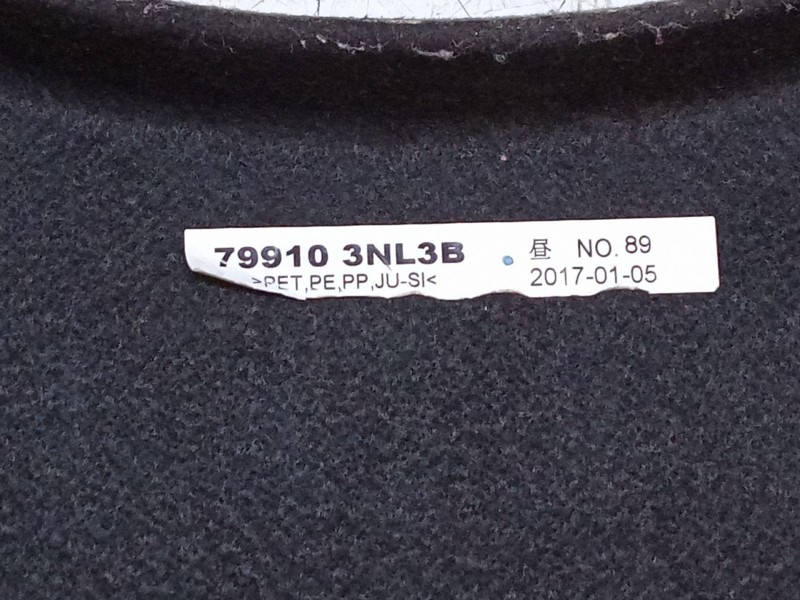 79910 3NL3B 昼 NO. 89
>PET,PE,PP,JU-SI< 2017-01-05